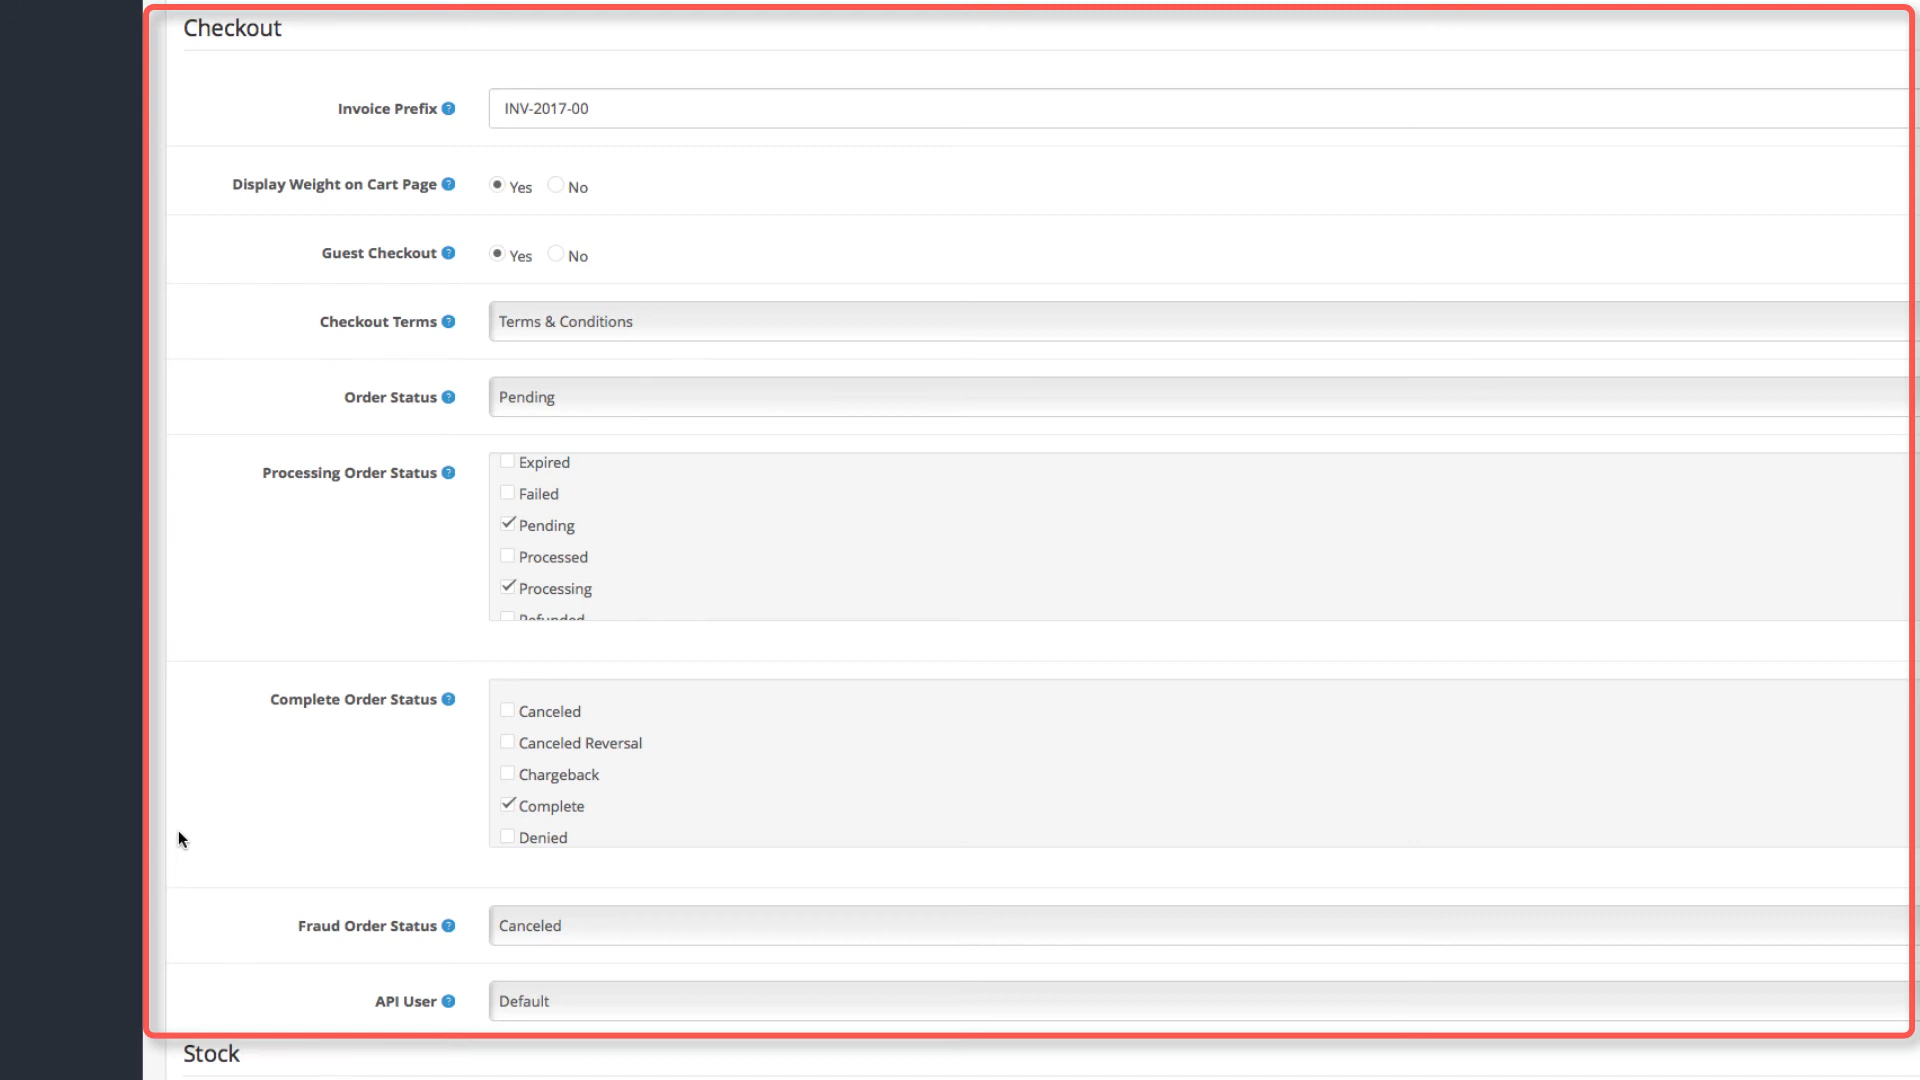 Checkout
Invoice Prefix ?
INV-2017-00
Display Weight on Cart Page ?
Yes No
Guest Checkout ?
Yes No
Checkout Terms ?
Terms & Conditions
Order Status ?
Pending
Processing Order Status ?
Expired
Failed
Pending
Processed
Processing
Refunded
Complete Order Status ?
Canceled
Canceled Reversal
Chargeback
Complete
Denied
Fraud Order Status ?
Canceled
API User ?
Default
Stock